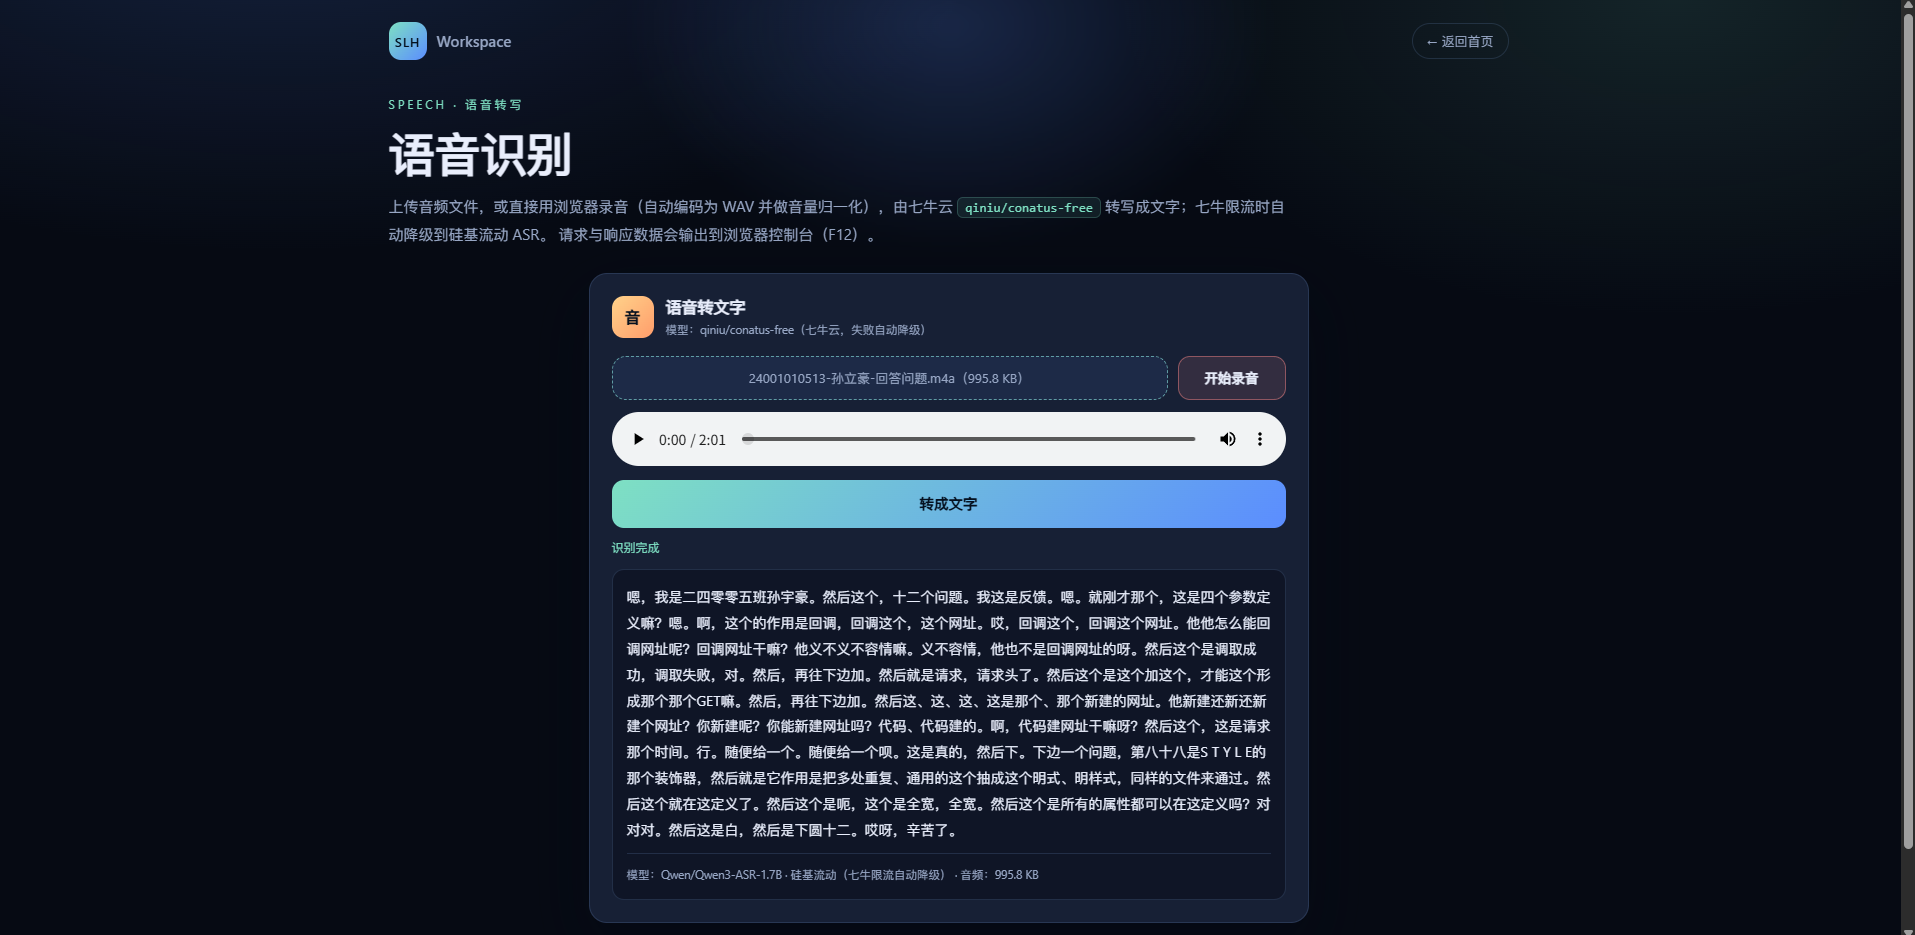 SLH Workspace
← 返回首页
SPEECH · 语音转写
语音识别
上传音频文件，或直接用浏览器录音（自动编码为 WAV 并做音量归一化），由七牛云 qiniu/conatus-free 转写成文字；七牛限流时自
动降级到硅基流动 ASR。 请求与响应数据会输出到浏览器控制台（F12）。
音
语音转文字
模型：qiniu/conatus-free（七牛云，失败自动降级）
24001010513-孙立豪-回答问题.m4a（995.8 KB）
开始录音
0:00 / 2:01
转成文字
识别完成
嗯，我是二四零零五班孙宇豪。然后这个，十二个问题。我这是反馈。嗯。就刚才那个，这是四个参数定
义嘛？嗯。啊，这个的作用是回调，回调这个，这个网址。哎，回调这个，回调这个网址。他他怎么能回
调网址呢？回调网址干嘛？他义不义不容情嘛。义不容情，他也不是回调网址的呀。然后这个是调取成
功，调取失败，对。然后，再往下边加。然后就是请求，请求头了。然后这个是这个加这个，才能这个形
成那个那个GET嘛。然后，再往下边加。然后这、这、这、这是那个、那个新建的网址。他新建还新还新
建个网址？你新建呢？你能新建网址吗？代码、代码建的。啊，代码建网址干嘛呀？然后这个，这是请求
那个时间。行。随便给一个。随便给一个呗。这是真的，然后下。下边一个问题，第八十八是S T Y L E的
那个装饰器，然后就是它作用是把多处重复、通用的这个抽成这个明式、明样式，同样的文件来通过。然
后这个就在这定义了。然后这个是呃，这个是全宽，全宽。然后这个是所有的属性都可以在这定义吗？对
对对。然后这是白，然后是下圆十二。哎呀，辛苦了。
模型：Qwen/Qwen3-ASR-1.7B · 硅基流动（七牛限流自动降级） · 音频：995.8 KB